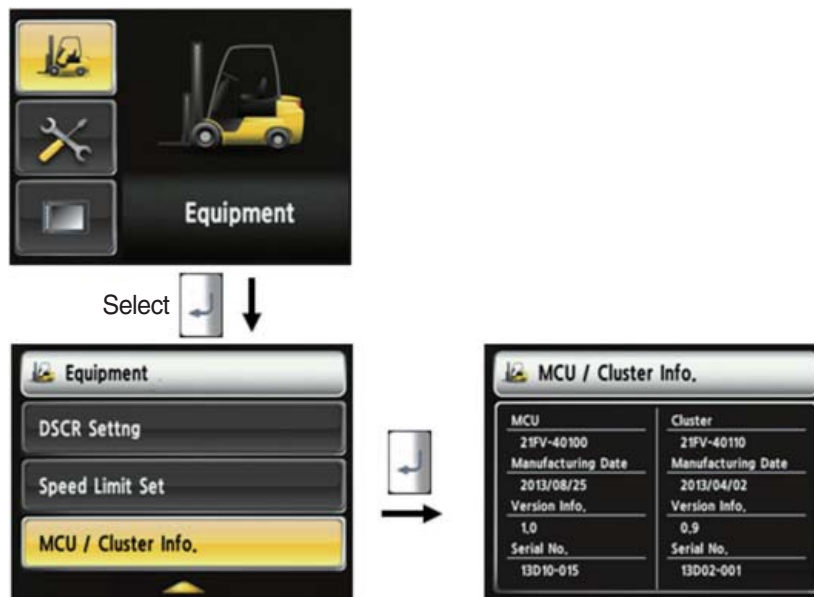 Equipment
Select
Equipment
DSCR Settng
Speed Limit Set
MCU / Cluster Info.
MCU / Cluster Info.
MCU Cluster
21FV-40100 21FV-40110
Manufacturing Date Manufacturing Date
2013/08/25 2013/04/02
Version Info. Version Info.
1.0 0.9
Serial No. Serial No.
13D10-015 13D02-001